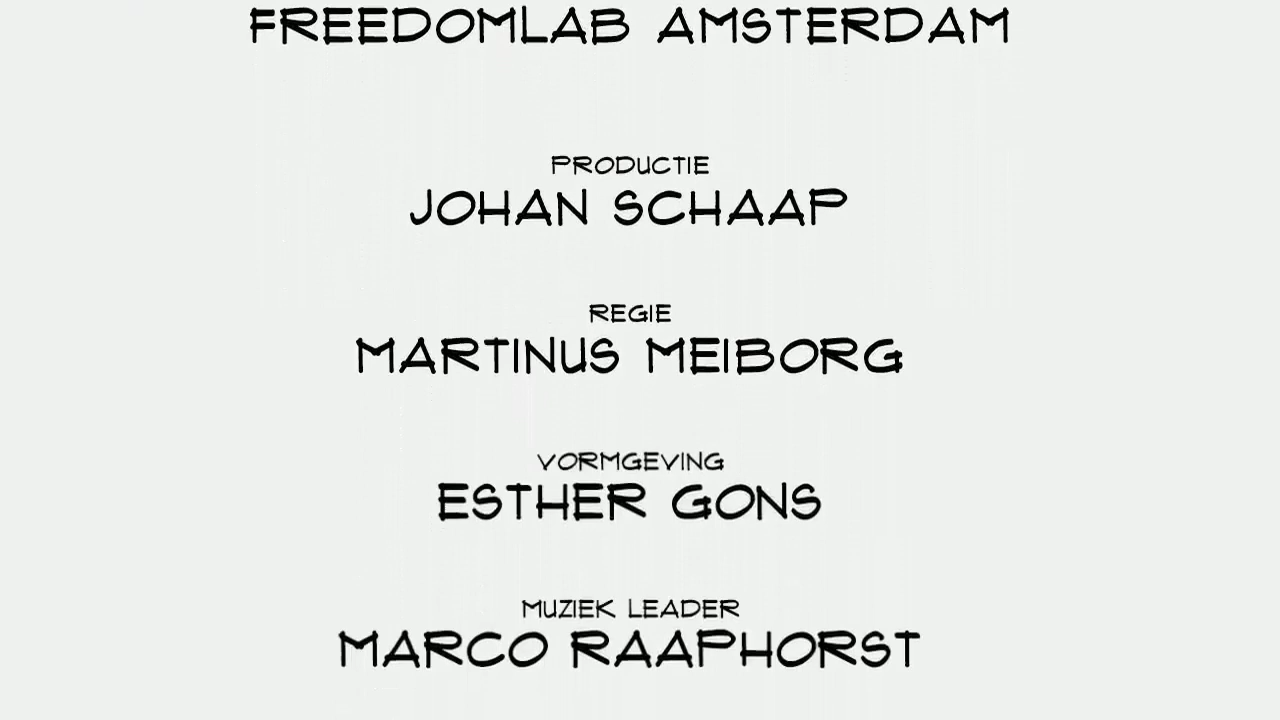 FREEDOMLAB AMSTERDAM
PRODUCTIE
JOHAN SCHAAP
REGIE
MARTINUS MEIBORG
VORMGEVING
ESTHER GONS
MUZIEK LEADER
MARCO RAAPHORST